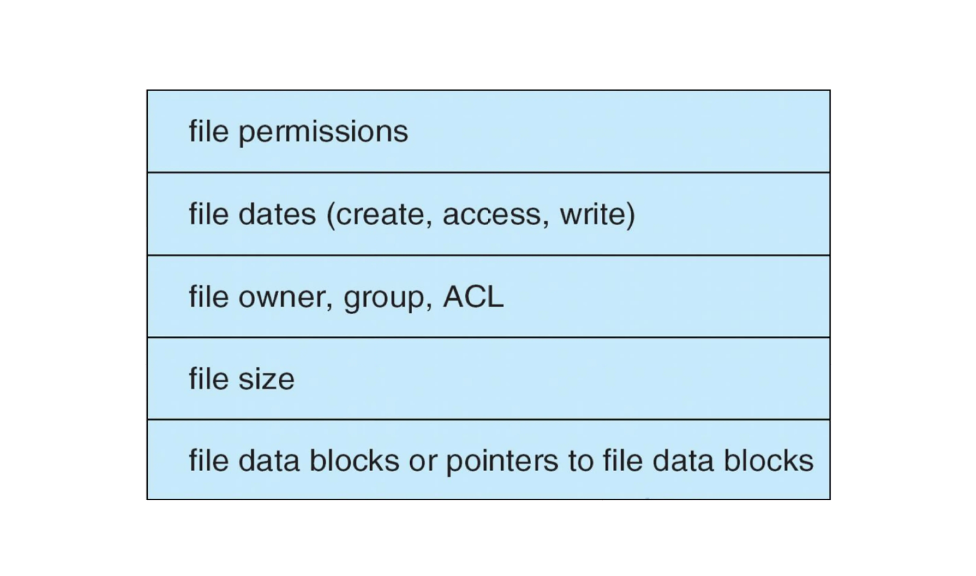 file permissions
file dates (create, access, write)
file owner, group, ACL
file size
file data blocks or pointers to file data blocks